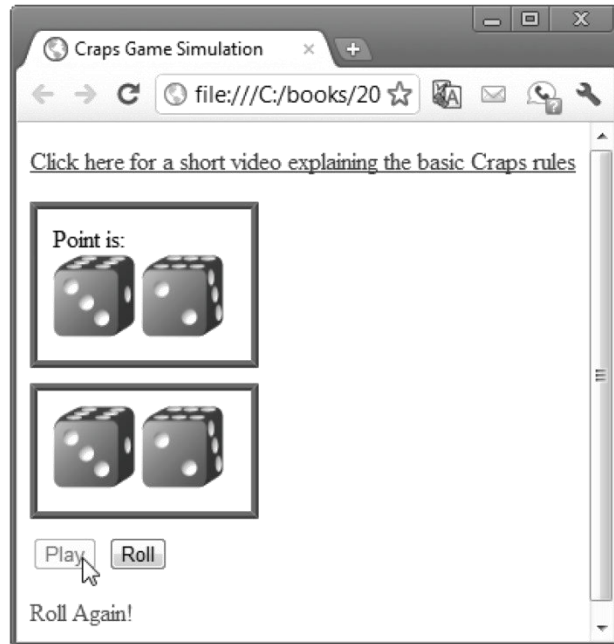 Craps Game Simulation
file:///C:/books/20
Click here for a short video explaining the basic Craps rules
Point is:
Play Roll
Roll Again!